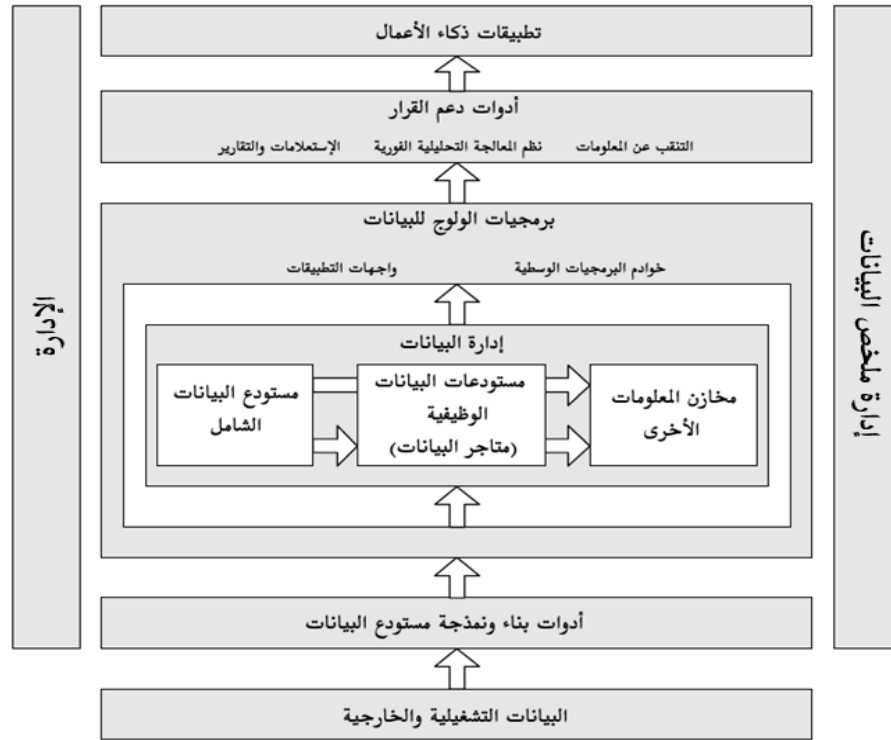 تطبيقات ذكاء الأعمال
أدوات دعم القرار
التنقب عن المعلومات
نظم المعالجة التحليلية الفورية
الإستعلامات والتقارير
برمجيات الولوج للبيانات
خوادم البرمجيات الوسطية
واجهات التطبيقات
إدارة البيانات
مخازن المعلومات
الأخرى
مستودعات البيانات
الوظيفية
(متاجر البيانات)
مستودع البيانات
الشامل
أدوات بناء ونمذجة مستودع البيانات
البيانات التشغيلية والخارجية
إدارة ملخص البيانات
الإدارة